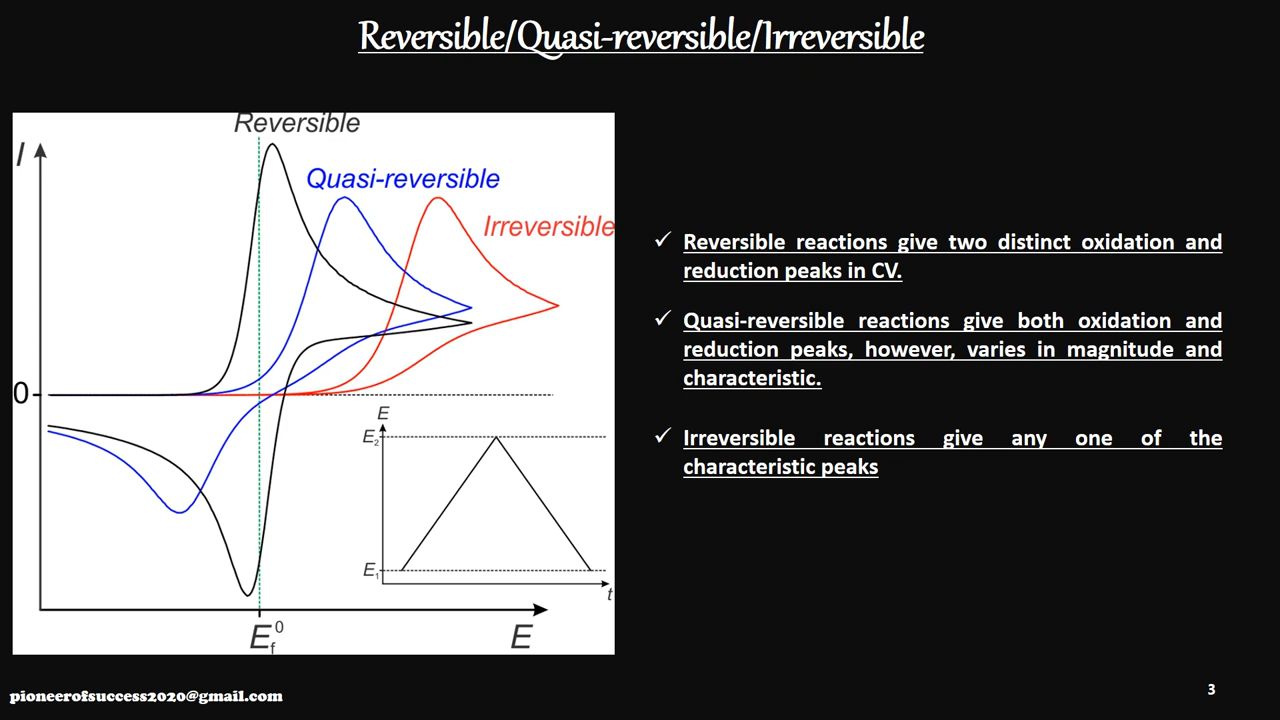 Reversible/Quasi-reversible/Irreversible
Reversible
I
Quasi-reversible
Irreversible
0
E
E2
E1
t
Ef0
E
✓ Reversible reactions give two distinct oxidation and
reduction peaks in CV.
✓ Quasi-reversible reactions give both oxidation and
reduction peaks, however, varies in magnitude and
characteristic.
✓ Irreversible reactions give any one of the
characteristic peaks
pioneerofsuccess2020@gmail.com
3